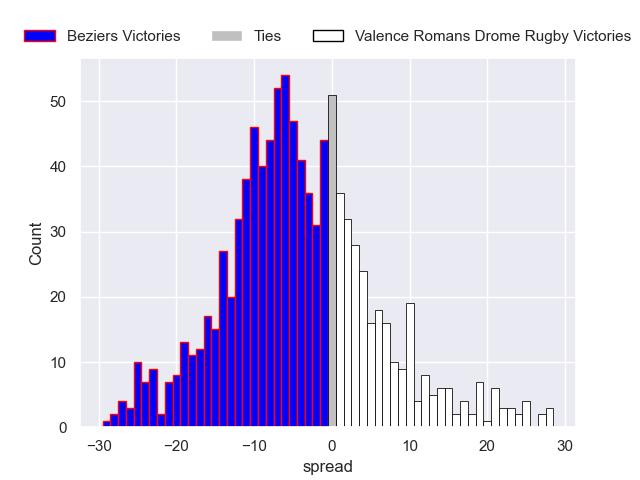 Beziers Victories Ties Valence Romans Drome Rugby Victories
50
40
30
20
10
0
Count
−30 −20 −10 0 10 20 30
spread